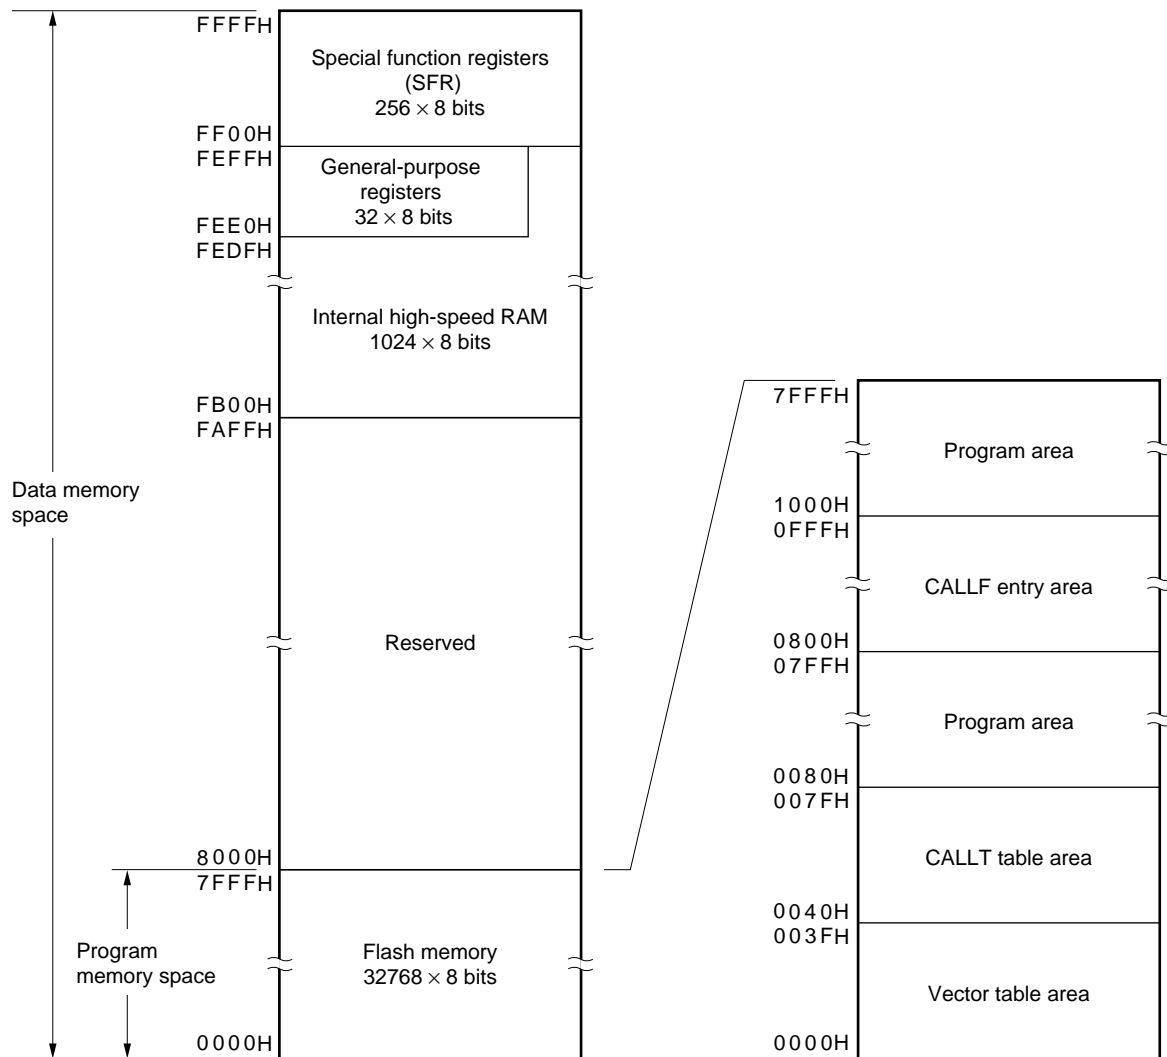 FFFFH
Special function registers
(SFR)
256 × 8 bits
FF00H
FEFFH
General-purpose
registers
32 × 8 bits
FEE0H
FEDFH
Internal high-speed RAM
1024 × 8 bits
FB00H
FAFFH
Data memory
space
Reserved
8000H
7FFFH
Program
memory space
Flash memory
32768 × 8 bits
0000H
7FFFH
Program area
1000H
0FFFH
CALLF entry area
0800H
07FFH
Program area
0080H
007FH
CALLT table area
0040H
003FH
Vector table area
0000H